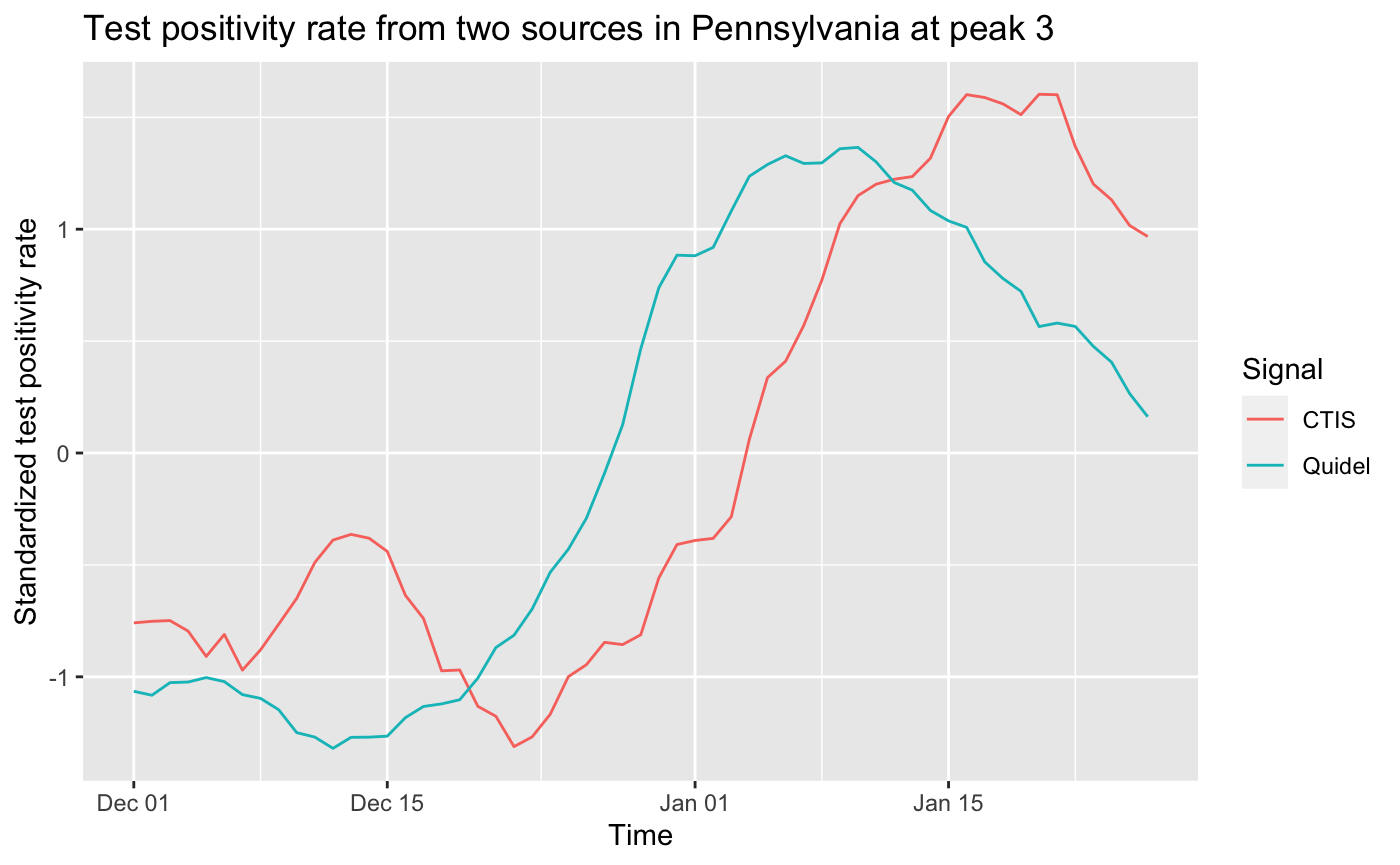 Test positivity rate from two sources in Pennsylvania at peak 3
Standardized test positivity rate
1
0
-1
Dec 01
Dec 15
Jan 01
Jan 15
Time
Signal
CTIS
Quidel